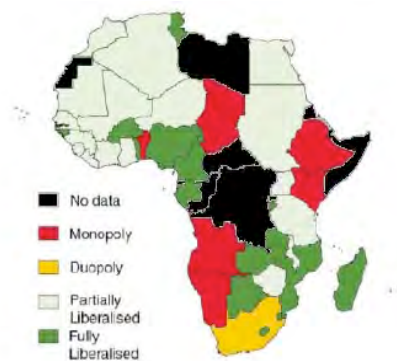 No data
Monopoly
Duopoly
Partially
Liberalised
Fully
Liberalised